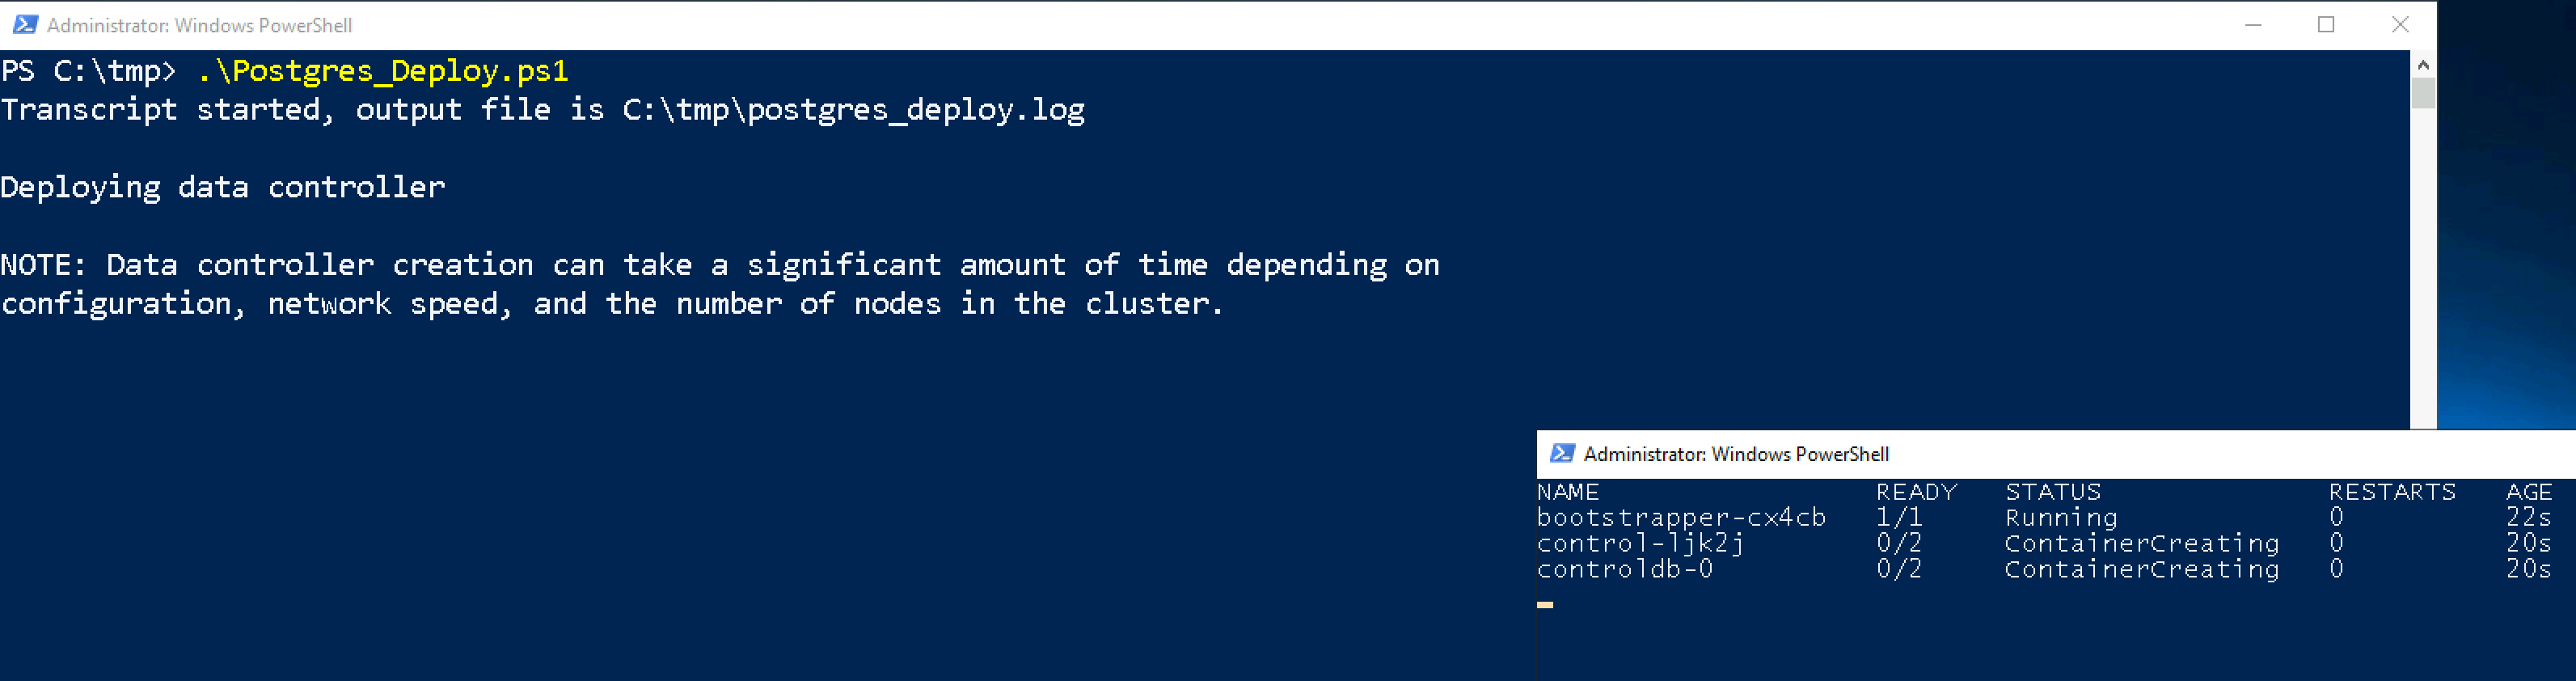 Administrator: Windows PowerShell
PS C:\tmp> .\Postgres_Deploy.ps1
Transcript started, output file is C:\tmp\postgres_deploy.log
Deploying data controller
NOTE: Data controller creation can take a significant amount of time depending on
configuration, network speed, and the number of nodes in the cluster.
Administrator: Windows PowerShell
NAME READY STATUS RESTARTS AGE
bootstrapper-cx4cb 1/1 Running 0 22s
control-ljk2j 0/2 ContainerCreating 0 20s
controldb-0 0/2 ContainerCreating 0 20s